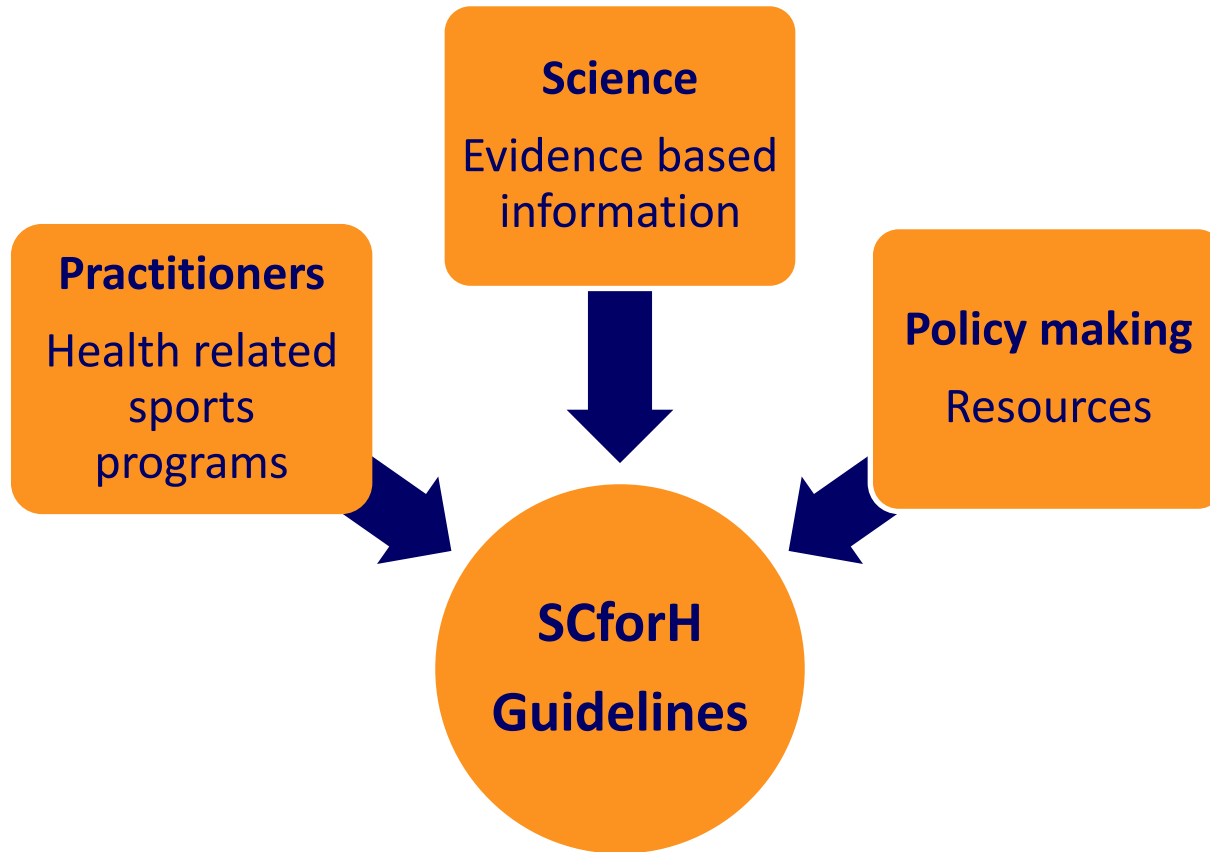 Science
Evidence based
information
Practitioners
Health related
sports
programs
Policy making
Resources
SCforH
Guidelines